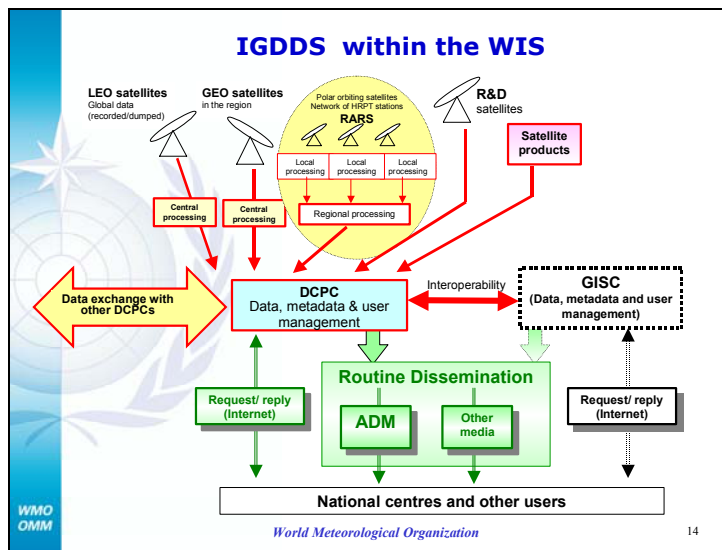 IGDDS within the WIS
LEO satellites
Global data
(recorded/dumped)
GEO satellites
in the region
Polar orbiting satellites
Network of HRPT stations
RARS
R&D
satellites
Satellite
products
Local
processing
Local
processing
Local
processing
Regional processing
Central
processing
Central
processing
Data exchange with
other DCPCs
DCPC
Data, metadata & user
management
Interoperability
GISC
(Data, metadata and user
management)
Routine Dissemination
Request/ reply
(Internet)
ADM
Other
media
Request/ reply
(Internet)
National centres and other users
WMO
OMM
World Meteorological Organization
14